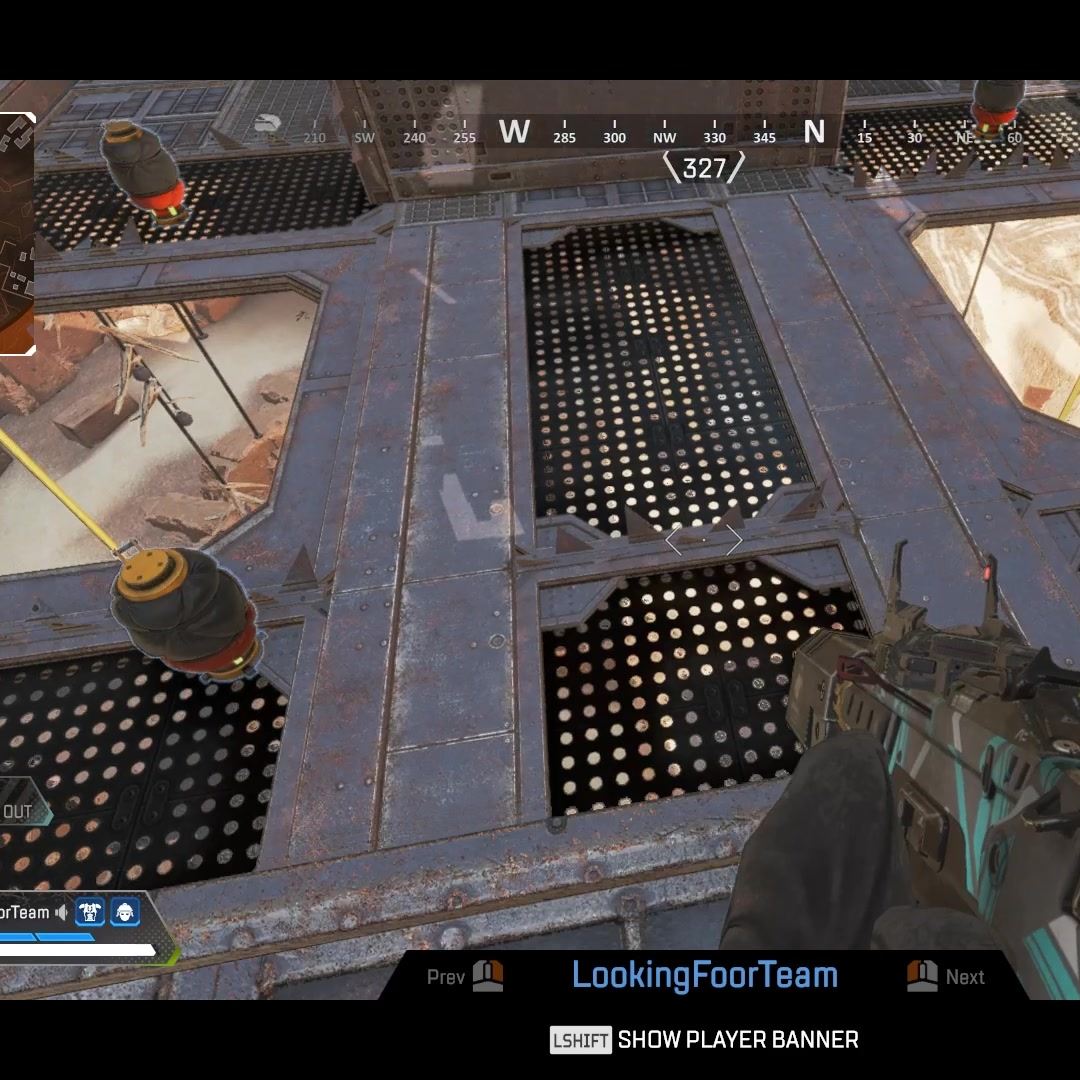 210 SW 240 255 W 285 300 NW 330 345 N 15 30 NE 60
327
OUT
orTeam
Prev LookingFoorTeam Next
LSHIFT SHOW PLAYER BANNER